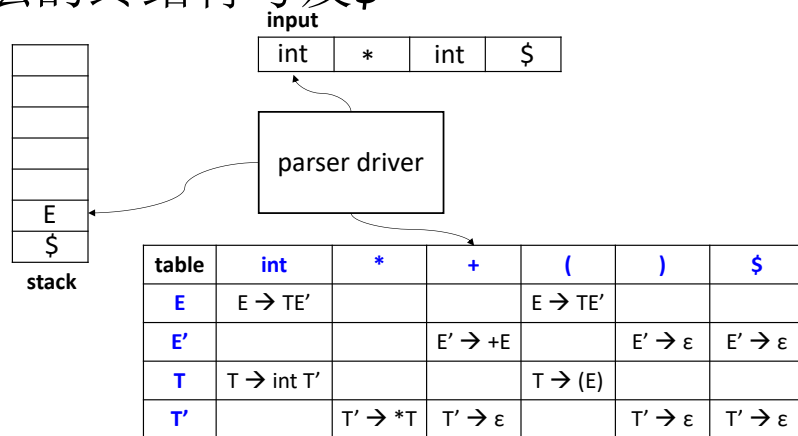 input
int * int $
parser driver
E
$
stack
table int * + ( ) $
E E → TE’ E → TE’
E’ E’ → +E E’ → ε E’ → ε
T T → int T’ T → (E)
T’ T’ → *T T’ → ε T’ → ε T’ → ε